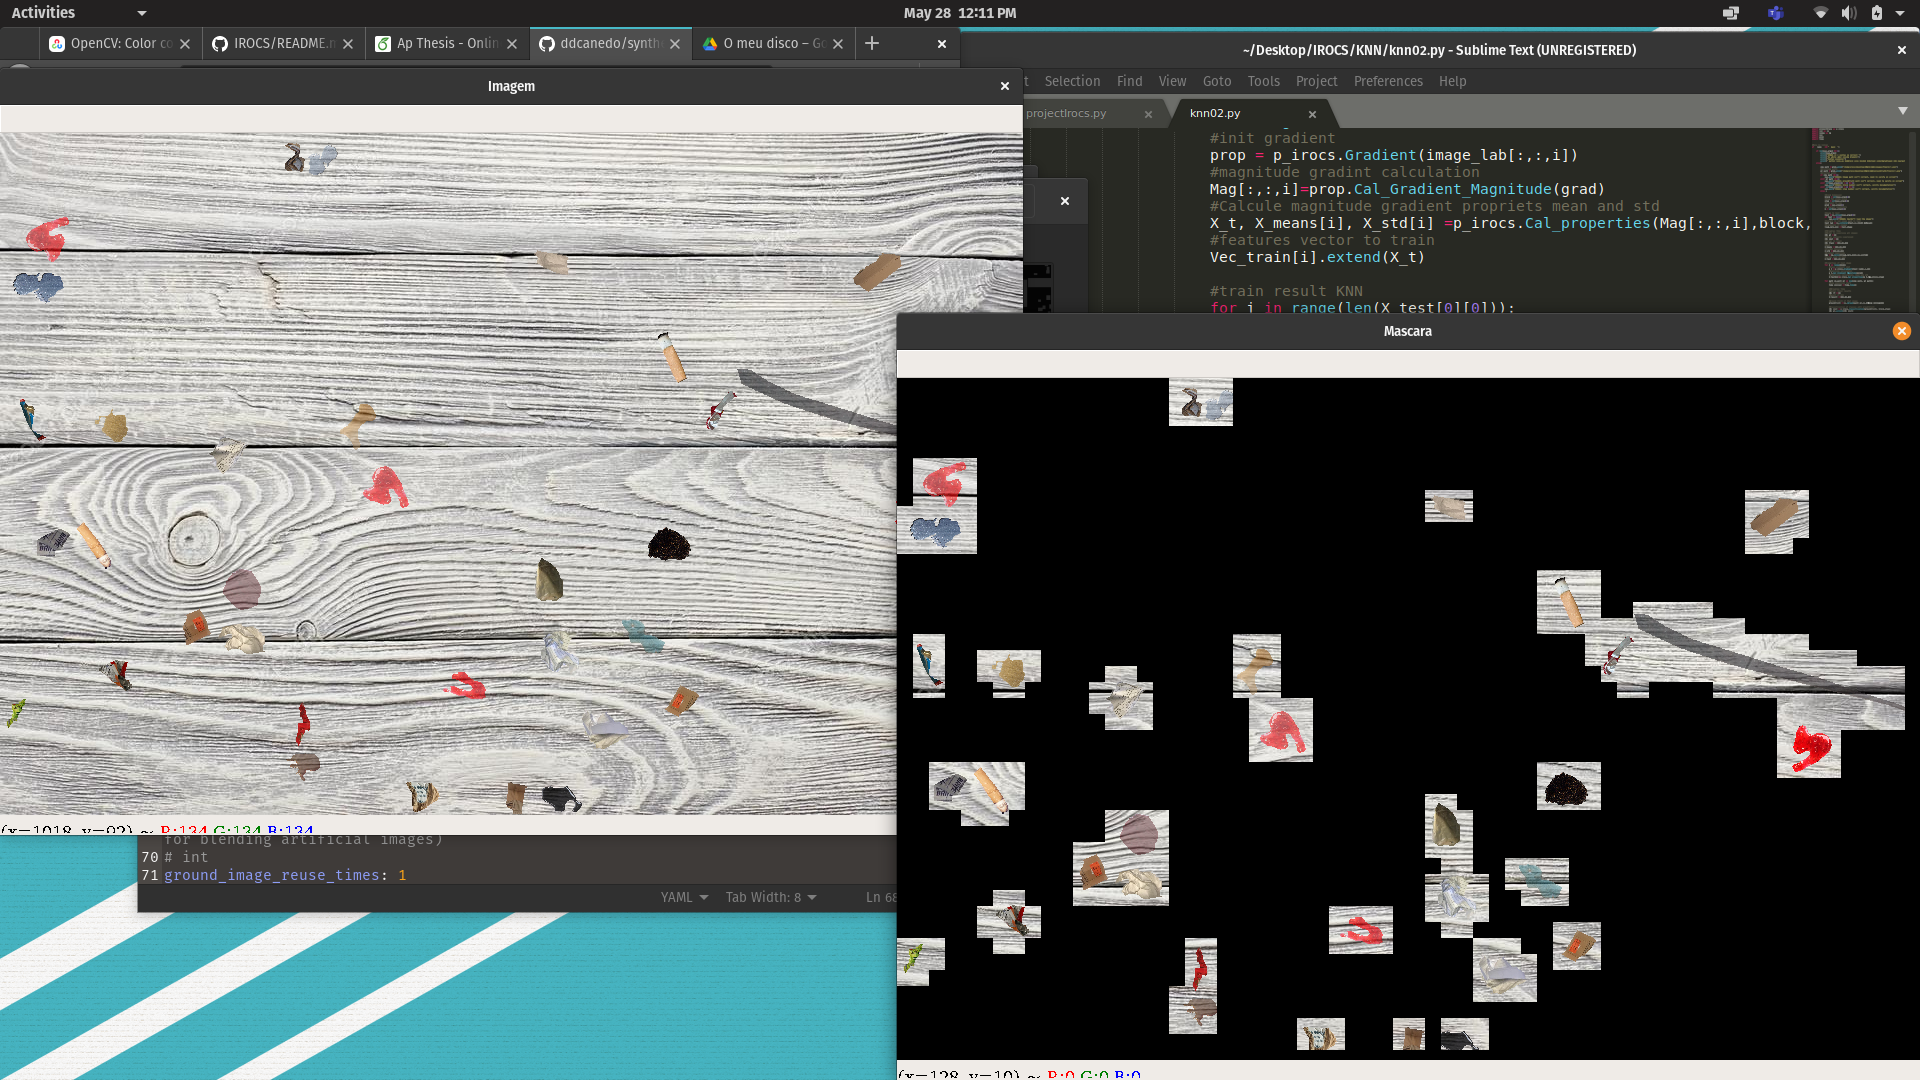 Activities
May 28  12:11 PM
OpenCV: Color co
IROCS/README.m
Ap Thesis - Onlin
ddcanedo/synth
O meu disco – Go
~/Desktop/IROCS/KNN/knn02.py - Sublime Text (UNREGISTERED)
Imagem
t Selection Find View Goto Tools Project Preferences Help
projectIrocs.py
knn02.py
#init gradient
prop = p_irocs.Gradient(image_lab[:,:,i])
#magnitude gradint calculation
Mag[:,:,i]=prop.Cal_Gradient_Magnitude(grad)
#Calcule magnitude gradient propriets mean and std
X_t, X_means[i], X_std[i] =p_irocs.Cal_properties(Mag[:,:,i],block,
#features vector to train
Vec_train[i].extend(X_t)
#train result KNN
for j in range(len(X_test[0][0])):
Mascara
(x=1018, y=92) ~ R:134 G:134 B:134
for blending artificial images)
70 # int
71 ground_image_reuse_times: 1
YAML Tab Width: 8 Ln 68
(x=128, y=10) ~ R:0 G:0 B:0